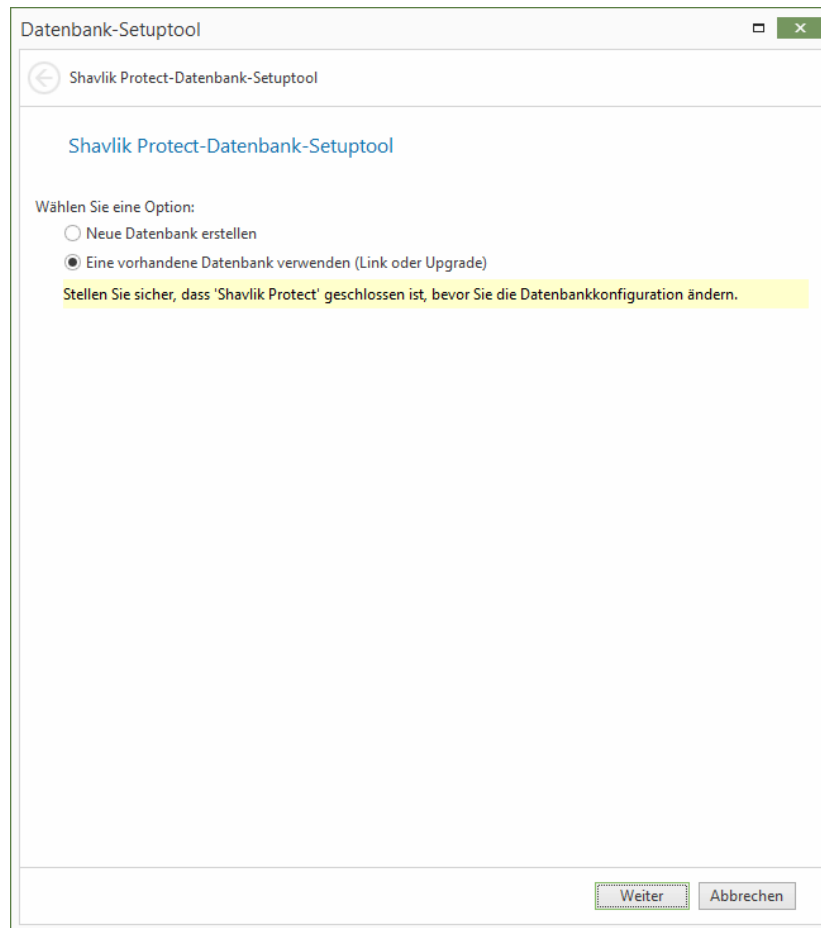 Datenbank-Setuptool
Shavlik Protect-Datenbank-Setuptool
Shavlik Protect-Datenbank-Setuptool
Wählen Sie eine Option:
Neue Datenbank erstellen
Eine vorhandene Datenbank verwenden (Link oder Upgrade)
Stellen Sie sicher, dass 'Shavlik Protect' geschlossen ist, bevor Sie die Datenbankkonfiguration ändern.
Weiter Abbrechen